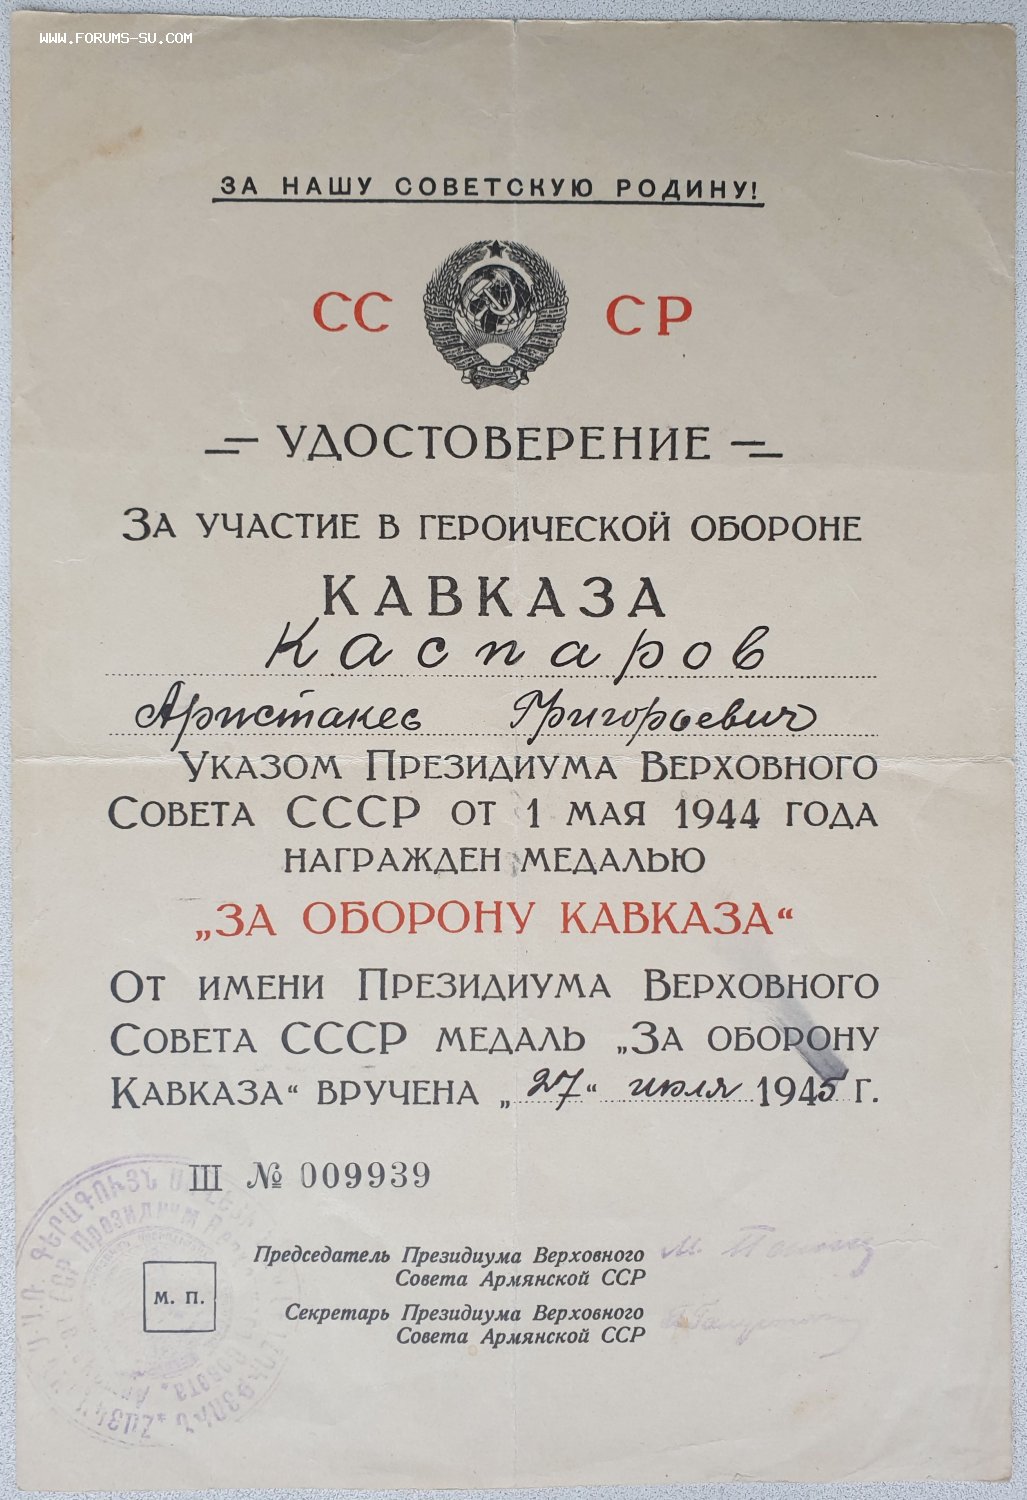 WWW.FORUMS-SU.COM
ЗА НАШУ СОВЕТСКУЮ РОДИНУ!
СС СР
УДОСТОВЕРЕНИЕ
ЗА УЧАСТИЕ В ГЕРОИЧЕСКОЙ ОБОРОНЕ
КАВКАЗА
Каспаров
Аристакес Григорьевич
УКАЗОМ ПРЕЗИДИУМА ВЕРХОВНОГО
СОВЕТА СССР ОТ 1 МАЯ 1944 ГОДА
НАГРАЖДЕН МЕДАЛЬЮ
„ЗА ОБОРОНУ КАВКАЗА“
ОТ ИМЕНИ ПРЕЗИДИУМА ВЕРХОВНОГО
СОВЕТА СССР МЕДАЛЬ „ЗА ОБОРОНУ
КАВКАЗА“ ВРУЧЕНА „27“ июля 1945 Г.
III № 009939
Председатель Президиума Верховного
Совета Армянской ССР
Секретарь Президиума Верховного
Совета Армянской ССР
М. П.
ԳԵՐԱԳՈՒՅՆ
Президиум